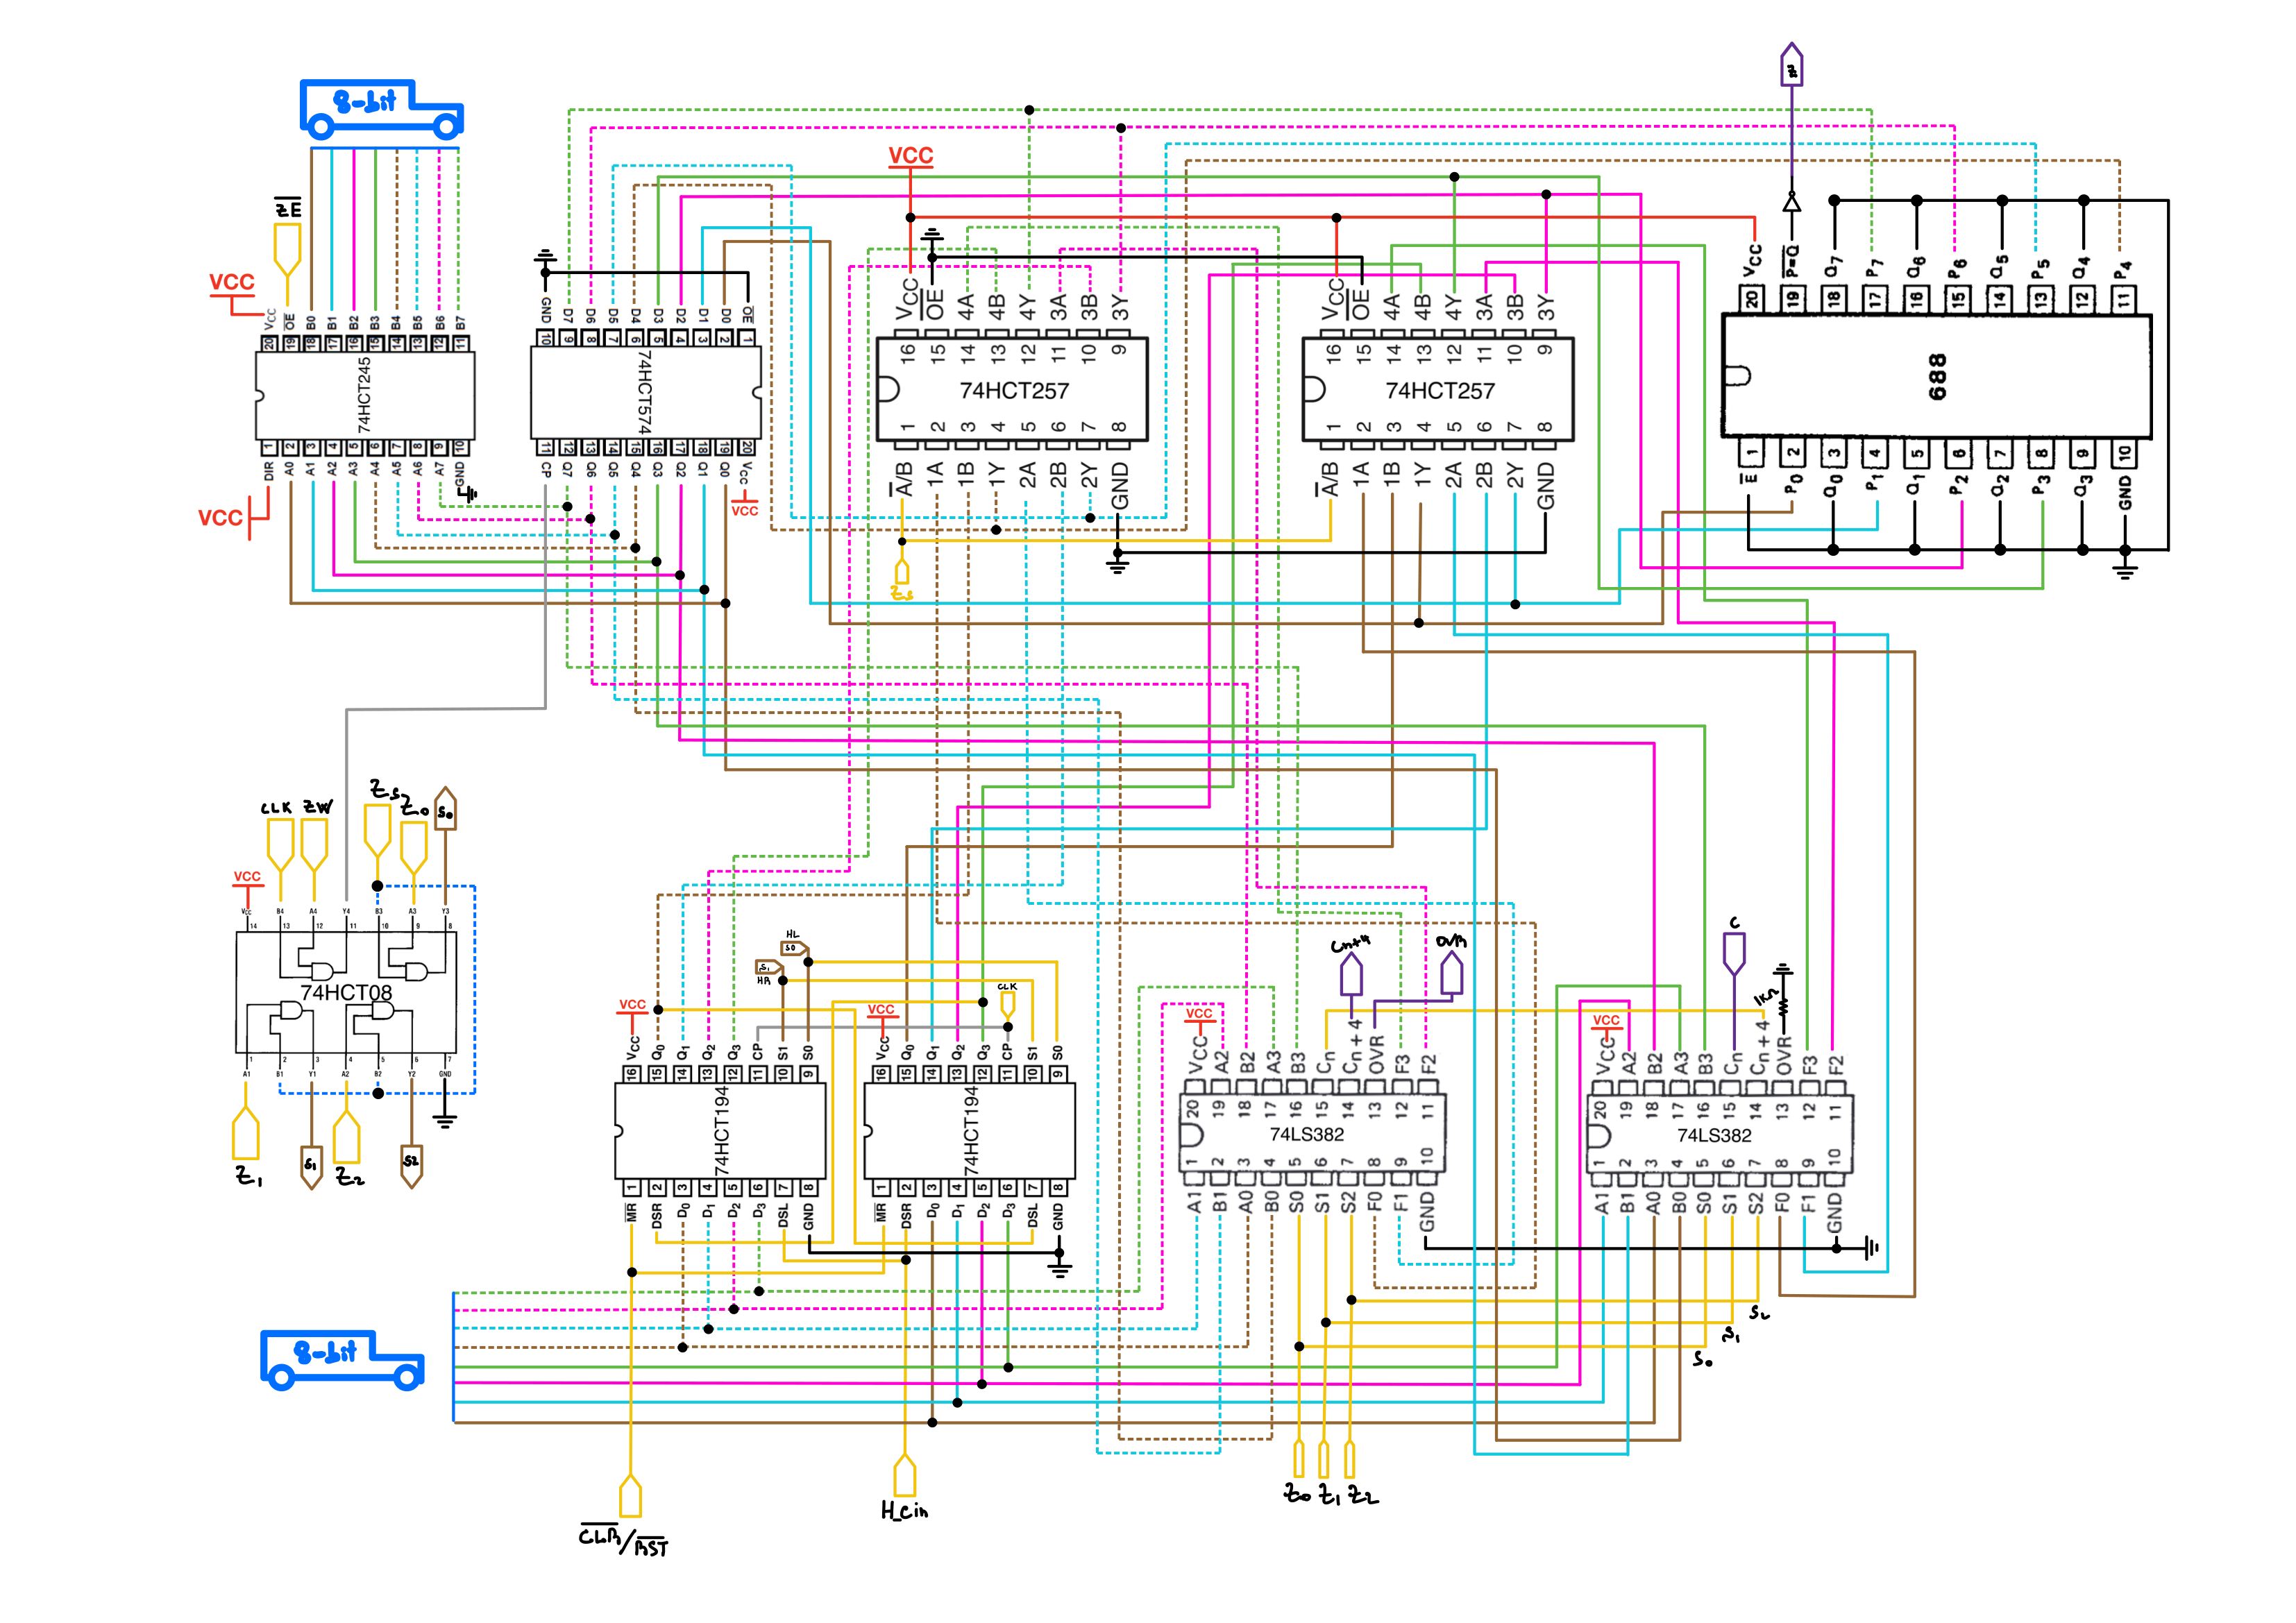 8-bit
Z̅E̅
VCC
20 19 18 17 16 15 14 13 12 11
VCC O̅E̅ B0 B1 B2 B3 B4 B5 B6 B7
74HCT245
1 2 3 4 5 6 7 8 9 10
DIR A0 A1 A2 A3 A4 A5 A6 A7 GND
VCC
GND D7 D6 D5 D4 D3 D2 D1 D0 O̅E̅
10 9 8 7 6 5 4 3 2 1
74HCT574
11 12 13 14 15 16 17 18 19 20
CP Q7 Q6 Q5 Q4 Q3 Q2 Q1 Q0 VCC
VCC
VCC
VCC O̅E̅ 4A 4B 4Y 3A 3B 3Y
16 15 14 13 12 11 10 9
74HCT257
1 2 3 4 5 6 7 8
A̅/B 1A 1B 1Y 2A 2B 2Y GND
VCC O̅E̅ 4A 4B 4Y 3A 3B 3Y
16 15 14 13 12 11 10 9
74HCT257
1 2 3 4 5 6 7 8
A̅/B 1A 1B 1Y 2A 2B 2Y GND
VCC P̅=̅Q̅ Q7 P7 Q6 P6 Q5 P5 Q4 P4
20 19 18 17 16 15 14 13 12 11
688
1 2 3 4 5 6 7 8 9 10
E̅ P0 Q0 P1 Q1 P2 Q2 P3 Q3 GND
CLK ZW Zs Zo So
VCC
VCC B4 A4 Y4 B3 A3 Y3
14 13 12 11 10 9 8
74HCT08
1 2 3 4 5 6 7
A1 B1 Y1 A2 B2 Y2 GND
Z1 S1 Z2 S2
HL
S0
S1
HR
CLK
VCC
VCC
VCC Q0 Q1 Q2 Q3 CP S1 S0
16 15 14 13 12 11 10 9
74HCT194
1 2 3 4 5 6 7 8
M̅R̅ DSR D0 D1 D2 D3 DSL GND
VCC Q0 Q1 Q2 Q3 CP S1 S0
16 15 14 13 12 11 10 9
74HCT194
1 2 3 4 5 6 7 8
M̅R̅ DSR D0 D1 D2 D3 DSL GND
Cn+4 OVR
VCC
VCC A2 B2 A3 B3 Cn Cn + 4 OVR F3 F2
20 19 18 17 16 15 14 13 12 11
74LS382
1 2 3 4 5 6 7 8 9 10
A1 B1 A0 B0 S0 S1 S2 F0 F1 GND
C
1kΩ
VCC
VCC A2 B2 A3 B3 Cn Cn + 4 OVR F3 F2
20 19 18 17 16 15 14 13 12 11
74LS382
1 2 3 4 5 6 7 8 9 10
A1 B1 A0 B0 S0 S1 S2 F0 F1 GND
S2
S1
So
8-bit
Zo Z1 Z2
H_Cin
C̅L̅R̅/R̅S̅T̅